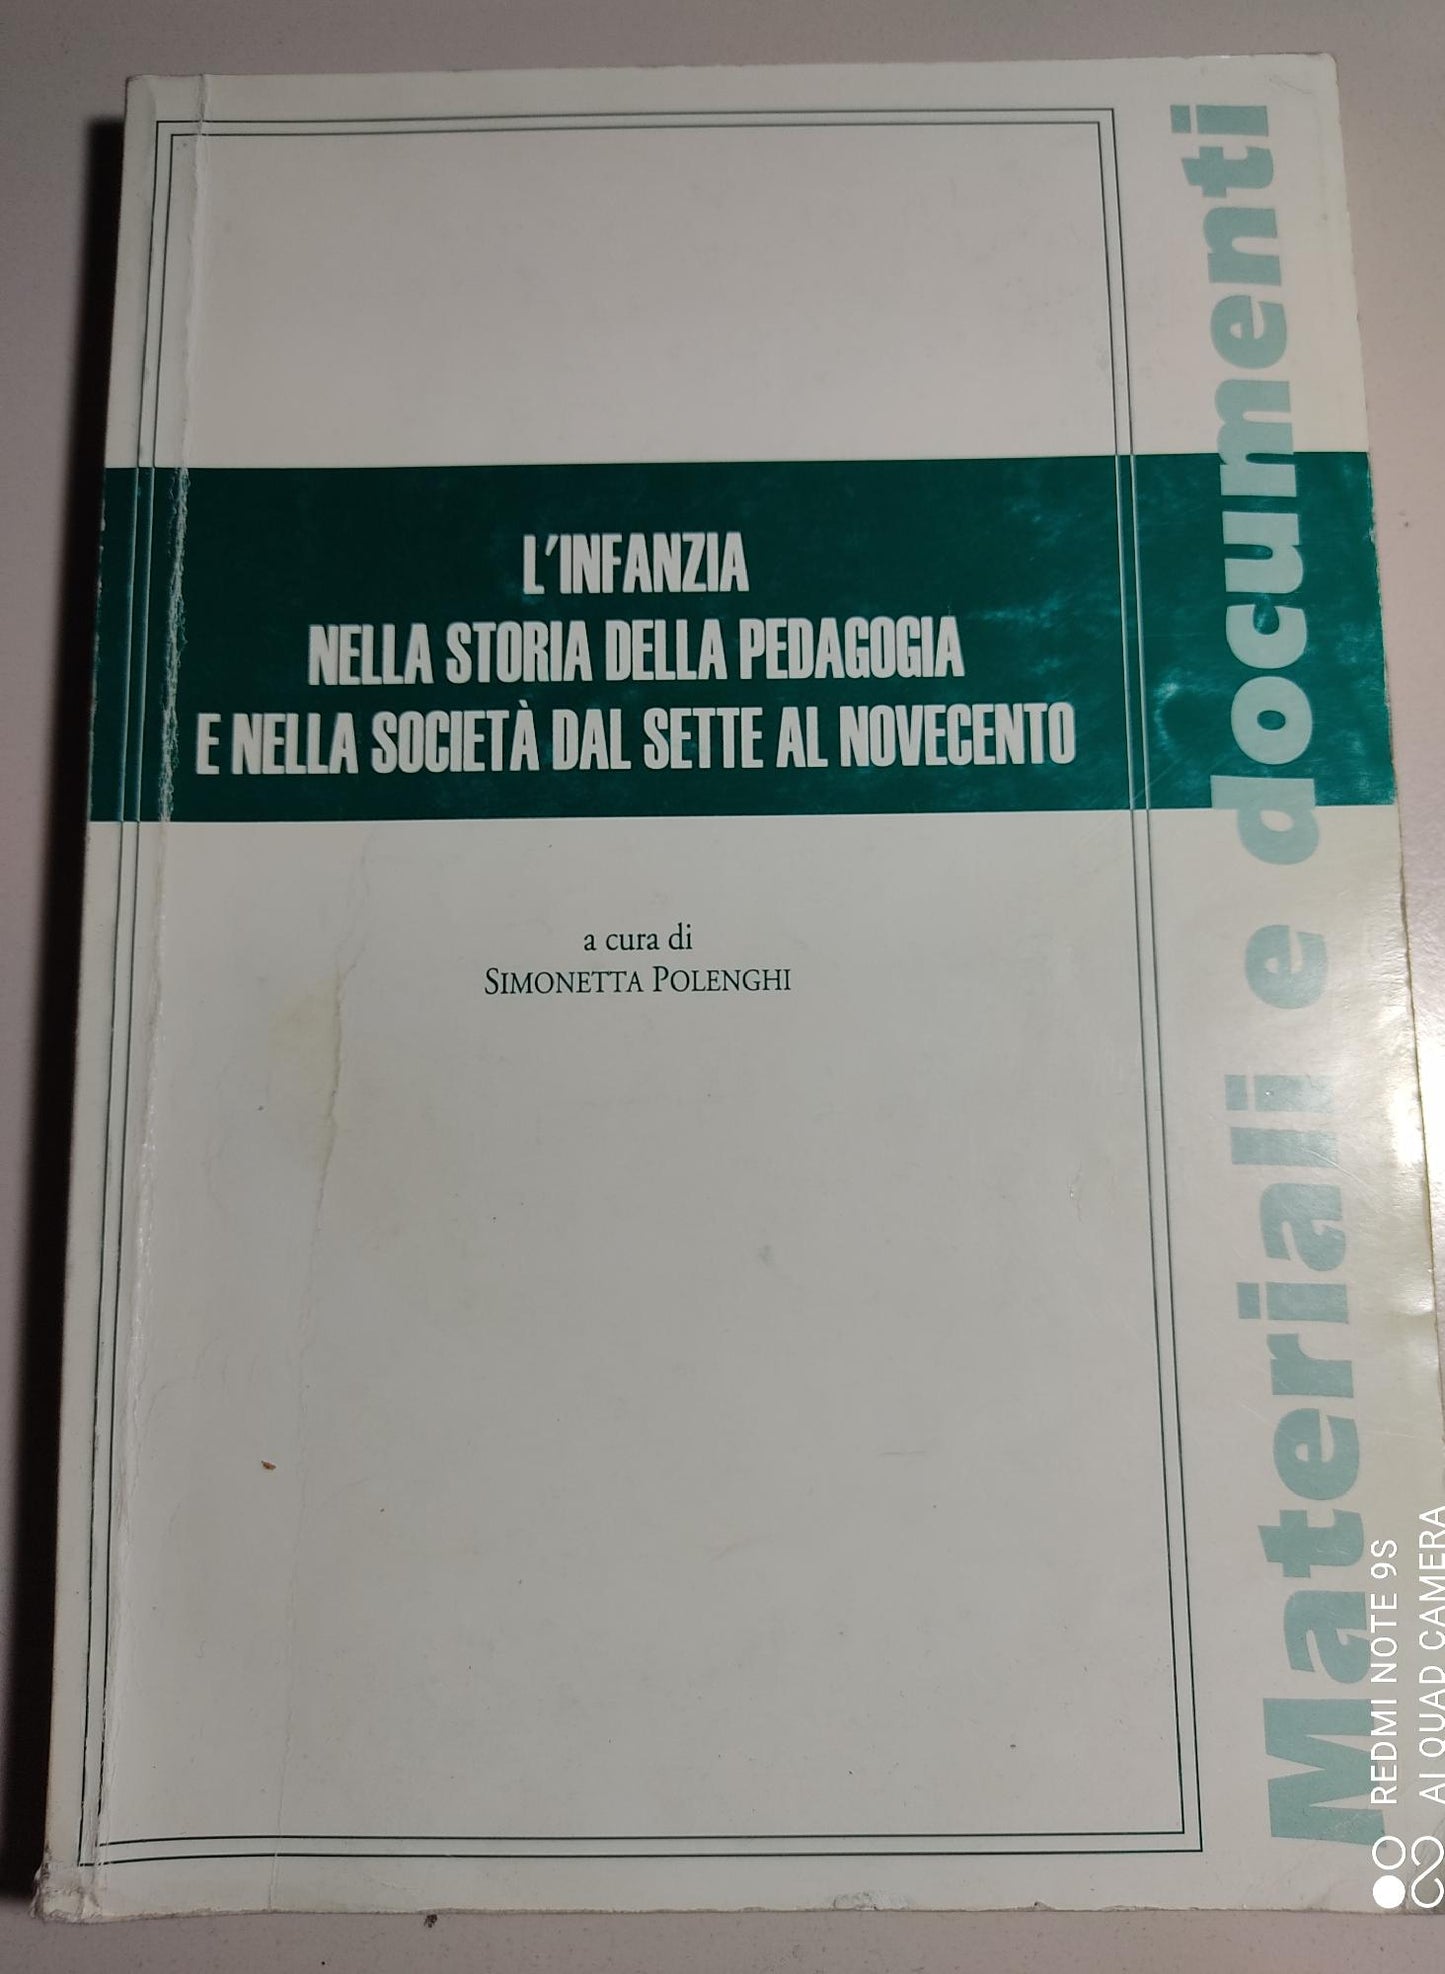 L'INFANZIA
NELLA STORIA DELLA PEDAGOGIA
E NELLA SOCIETÀ DAL SETTE AL NOVECENTO
a cura di
SIMONETTA POLENGHI
Materiali e documenti
REDMI NOTE 9S
AI QUAD CAMERA